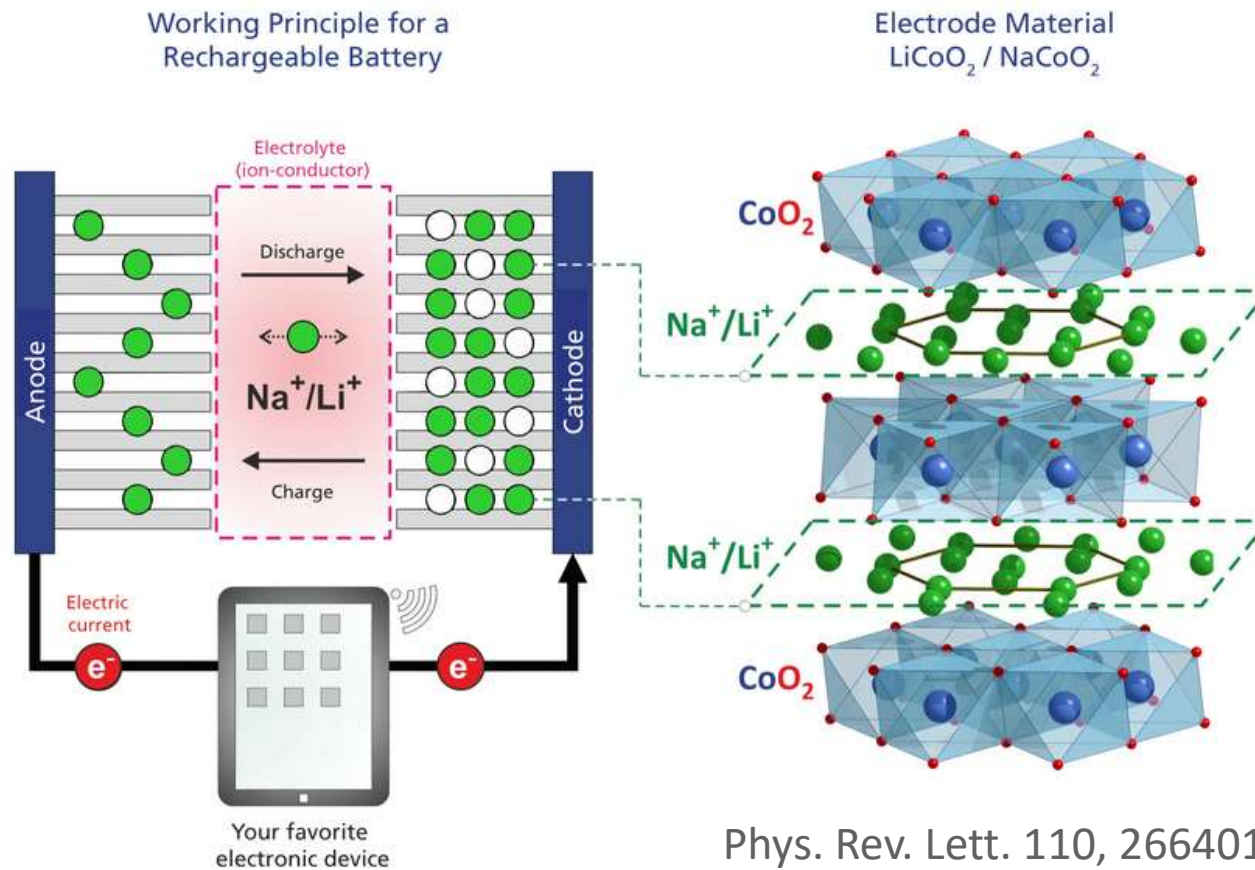 Working Principle for a
Rechargeable Battery
Electrode Material
LiCoO₂ / NaCoO₂
Electrolyte
(ion-conductor)
Anode
Discharge
Na⁺/Li⁺
Charge
Cathode
CoO₂
Na⁺/Li⁺
Na⁺/Li⁺
CoO₂
Electric
current
e⁻
e⁻
Your favorite
electronic device
Phys. Rev. Lett. 110, 266401